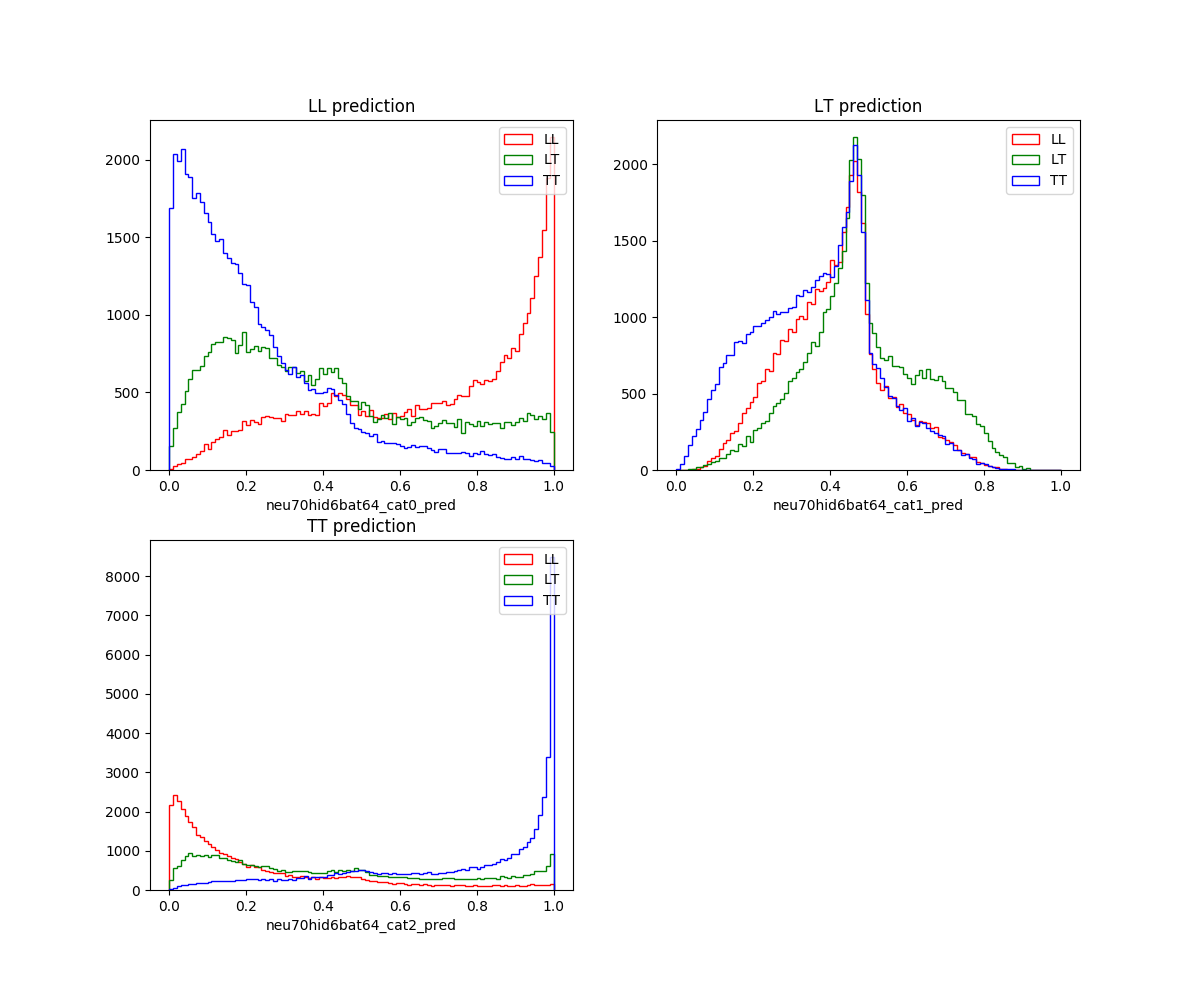 LL prediction
LL
LT
TT
2000
1500
1000
500
0
0.0 0.2 0.4 0.6 0.8 1.0
neu70hid6bat64_cat0_pred
LT prediction
LL
LT
TT
2000
1500
1000
500
0
0.0 0.2 0.4 0.6 0.8 1.0
neu70hid6bat64_cat1_pred
TT prediction
LL
LT
TT
8000
7000
6000
5000
4000
3000
2000
1000
0
0.0 0.2 0.4 0.6 0.8 1.0
neu70hid6bat64_cat2_pred